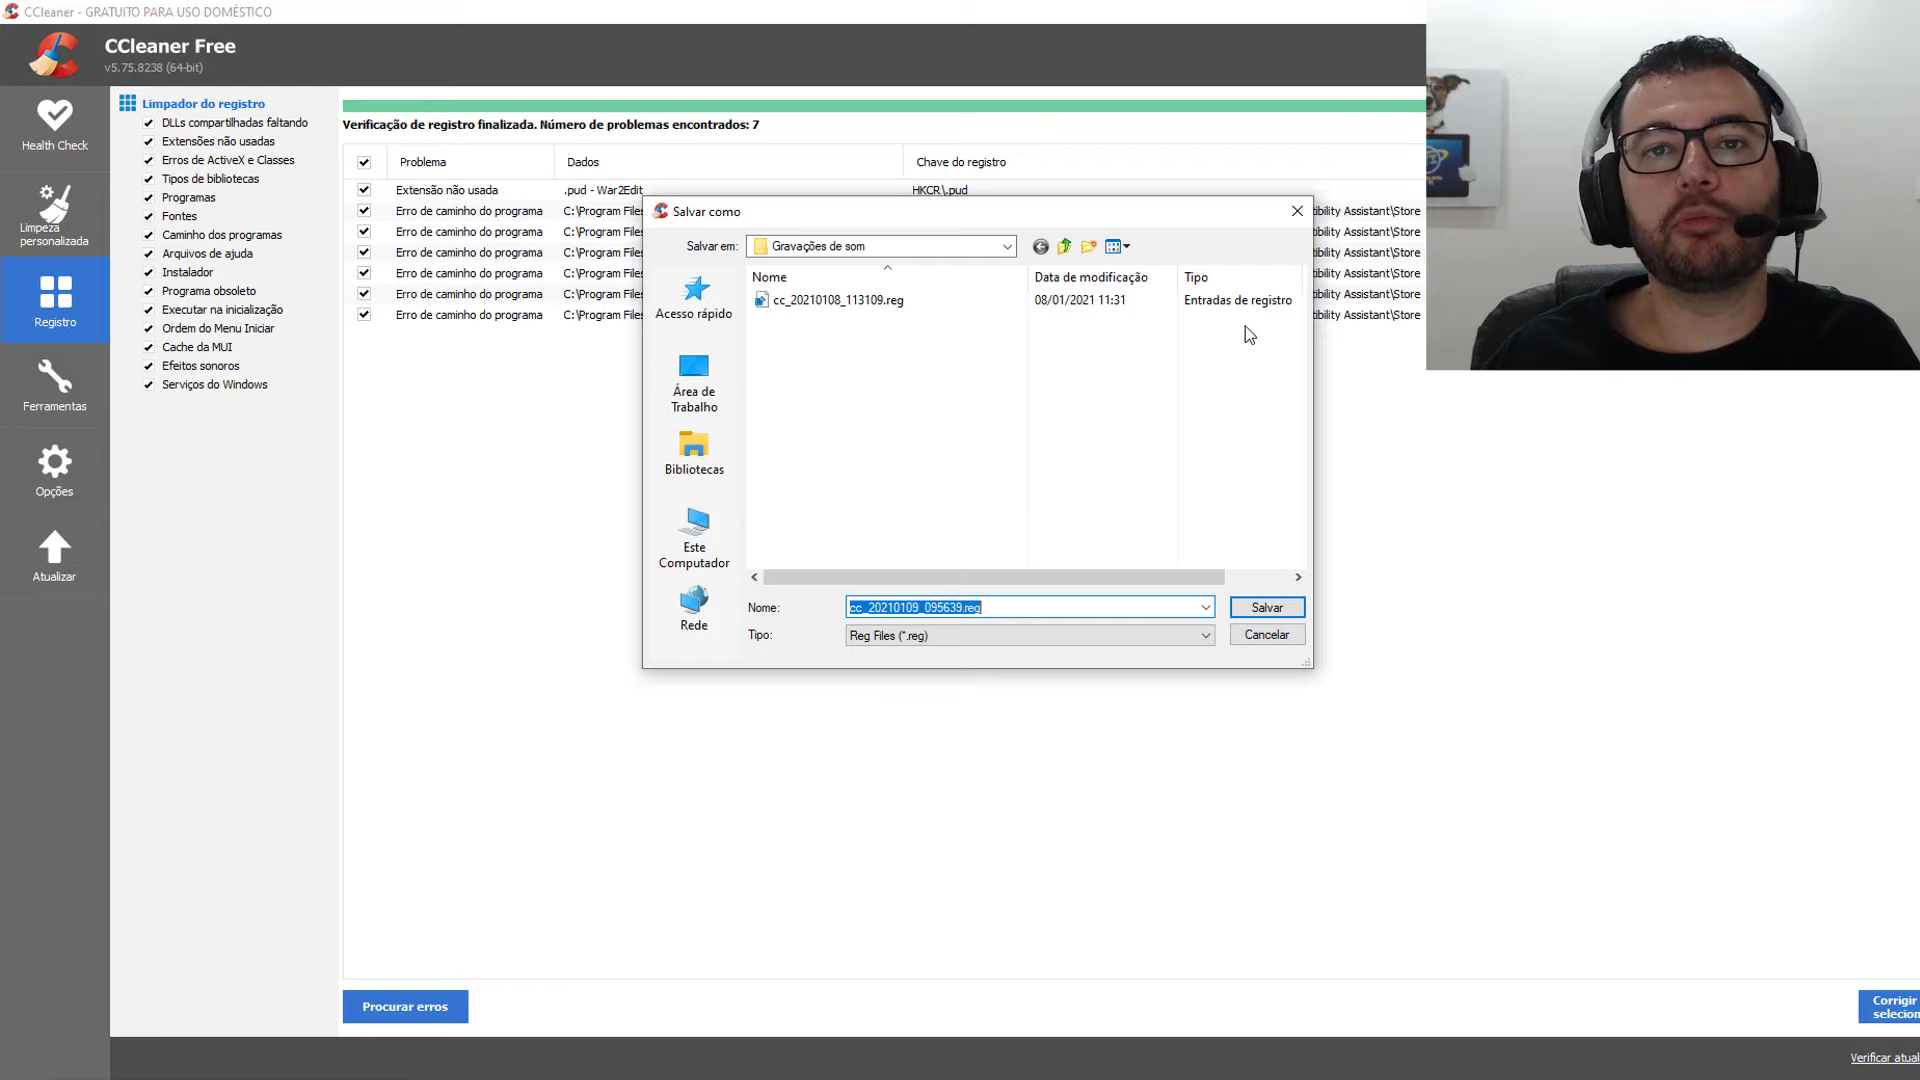 CCleaner - GRATUITO PARA USO DOMÉSTICO
CCleaner Free
v5.75.8238 (64-bit)
Health Check
Limpeza
personalizada
Registro
Ferramentas
Opções
Atualizar
Limpador do registro
DLLs compartilhadas faltando
Extensões não usadas
Erros de ActiveX e Classes
Tipos de bibliotecas
Programas
Fontes
Caminho dos programas
Arquivos de ajuda
Instalador
Programa obsoleto
Executar na inicialização
Ordem do Menu Iniciar
Cache da MUI
Efeitos sonoros
Serviços do Windows
Verificação de registro finalizada. Número de problemas encontrados: 7
Problema Dados Chave do registro
Extensão não usada .pud - War2Edit HKCR\.pud
Erro de caminho do programa C:\Program Files ibility Assistant\Store
Erro de caminho do programa C:\Program Files ibility Assistant\Store
Erro de caminho do programa C:\Program Files ibility Assistant\Store
Erro de caminho do programa C:\Program Files ibility Assistant\Store
Erro de caminho do programa C:\Program Files ibility Assistant\Store
Erro de caminho do programa C:\Program Files ibility Assistant\Store
Salvar como
Salvar em: Gravações de som
Acesso rápido
Área de
Trabalho
Bibliotecas
Este
Computador
Rede
Nome Data de modificação Tipo
cc_20210108_113109.reg 08/01/2021 11:31 Entradas de registro
Nome: cc_20210109_095639.reg Salvar
Tipo: Reg Files (*.reg) Cancelar
Procurar erros
Corrigir
selecion
Verificar atual